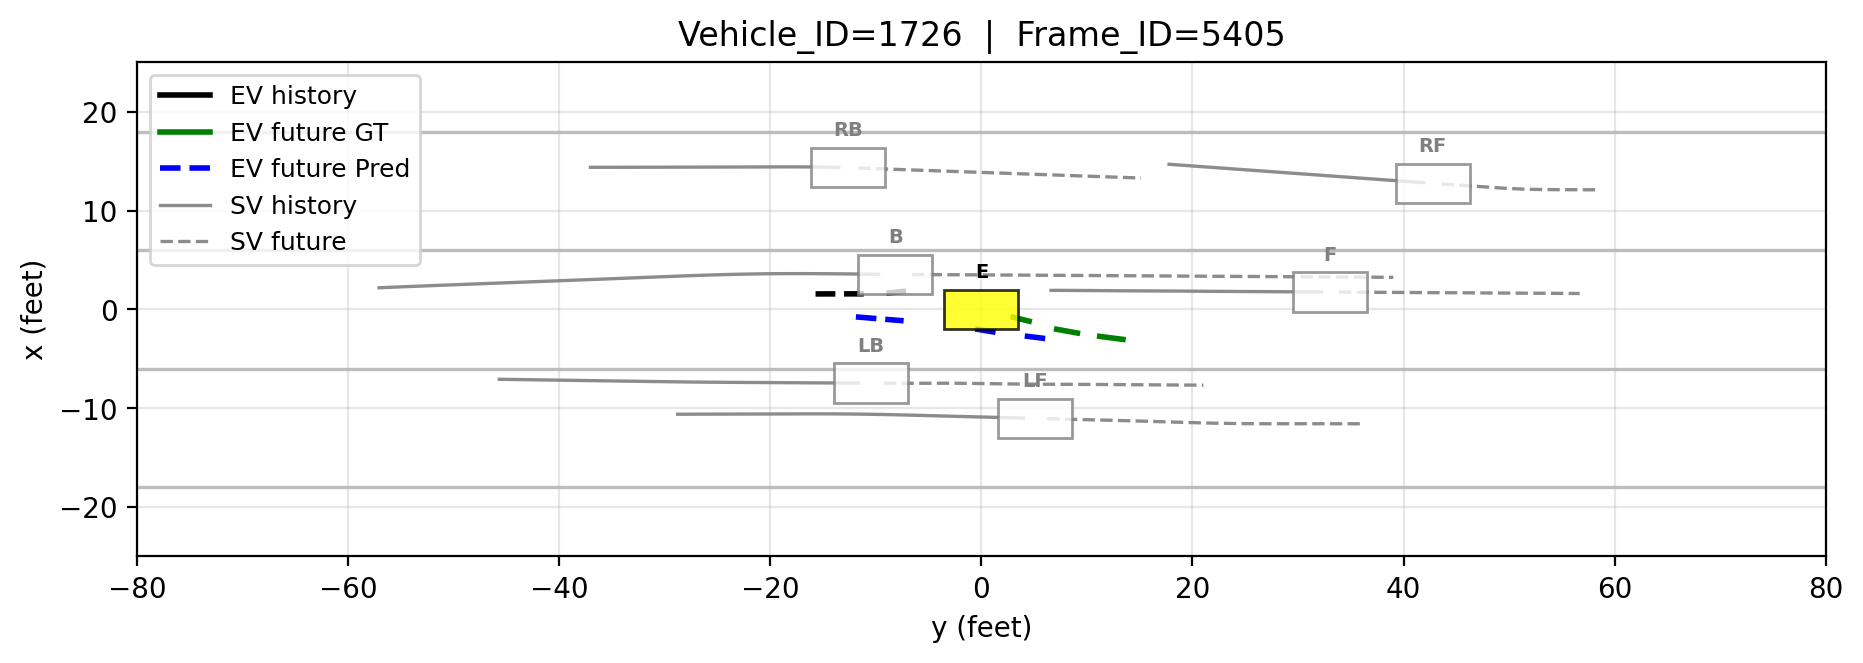 Vehicle_ID=1726 | Frame_ID=5405
EV history
EV future GT
EV future Pred
SV history
SV future
RB
RF
B
F
E
LB
LF
20
10
0
−10
−20
x (feet)
−80
−60
−40
−20
0
20
40
60
80
y (feet)